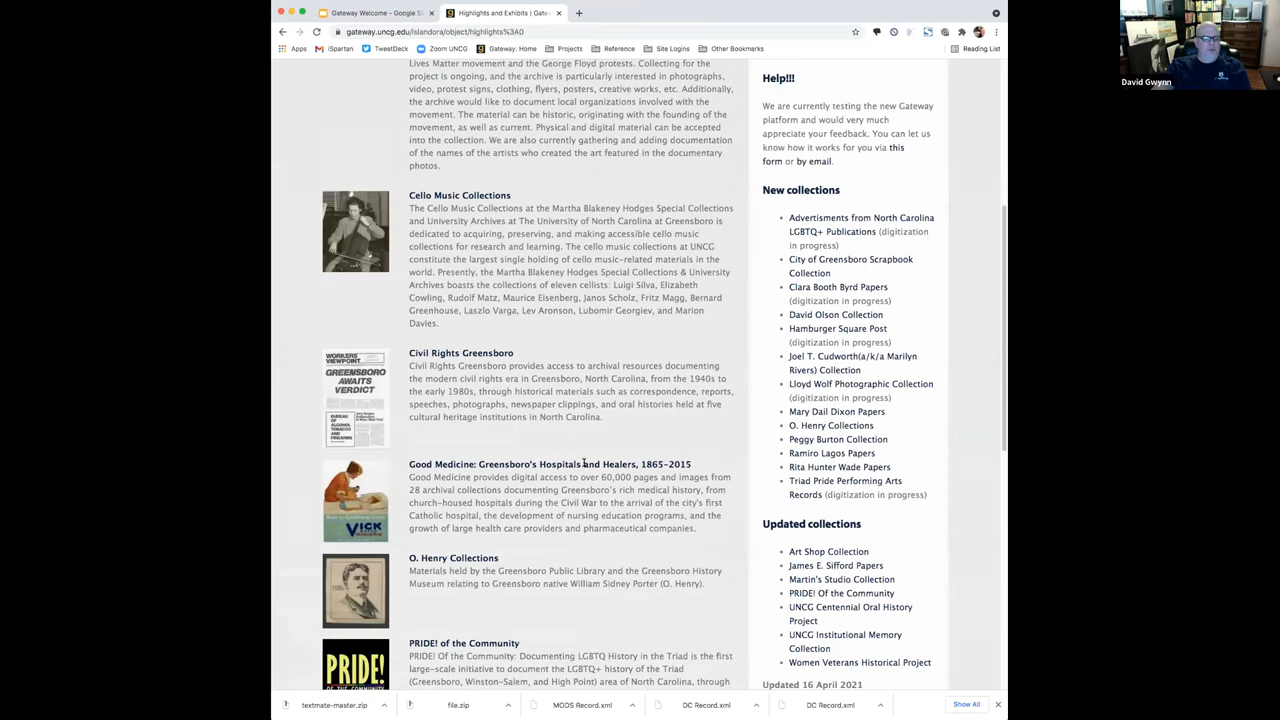 Gateway Welcome - Google S
Highlights and Exhibits | Gate
gateway.uncg.edu/islandora/object/highlights%3A0
Apps
iSpartan
TweetDeck
Zoom UNCG
Gateway: Home
Projects
Reference
Site Logins
Other Bookmarks
Reading List
David Gwynn
Lives Matter movement and the George Floyd protests. Collecting for the
project is ongoing, and the archive is particularly interested in photographs,
video, protest signs, clothing, flyers, posters, creative works, etc. Additionally,
the archive would like to document local organizations involved with the
movement. The material can be historic, originating with the founding of the
movement, as well as current. Physical and digital material can be accepted
into the collection. We are also currently gathering and adding documentation
of the names of the artists who created the art featured in the documentary
photos.
Cello Music Collections
The Cello Music Collections at the Martha Blakeney Hodges Special Collections
and University Archives at The University of North Carolina at Greensboro is
dedicated to acquiring, preserving, and making accessible cello music
collections for research and learning. The cello music collections at UNCG
constitute the largest single holding of cello music-related materials in the
world. Presently, the Martha Blakeney Hodges Special Collections & University
Archives boasts the collections of eleven cellists: Luigi Silva, Elizabeth
Cowling, Rudolf Matz, Maurice Eisenberg, Janos Scholz, Fritz Magg, Bernard
Greenhouse, Laszlo Varga, Lev Aronson, Lubomir Georgiev, and Marion
Davies.
WORKERS
VIEWPOINT
GREENSBORO
AWAITS
VERDICT
BUREAU OF
ALCOHOL,
TOBACCO
AND
FIREARMS
Civil Rights Greensboro
Civil Rights Greensboro provides access to archival resources documenting
the modern civil rights era in Greensboro, North Carolina, from the 1940s to
the early 1980s, through historical materials such as correspondence, reports,
speeches, photographs, newspaper clippings, and oral histories held at five
cultural heritage institutions in North Carolina.
VICK
Good Medicine: Greensboro's Hospitals and Healers, 1865-2015
Good Medicine provides digital access to over 60,000 pages and images from
28 archival collections documenting Greensboro's rich medical history, from
church-housed hospitals during the Civil War to the arrival of the city's first
Catholic hospital, the development of nursing education programs, and the
growth of large health care providers and pharmaceutical companies.
O. Henry Collections
Materials held by the Greensboro Public Library and the Greensboro History
Museum relating to Greensboro native William Sidney Porter (O. Henry).
PRIDE!
OF THE COMMUNITY
PRIDE! of the Community
PRIDE! Of the Community: Documenting LGBTQ History in the Triad is the first
large-scale initiative to document the LGBTQ+ history of the Triad
(Greensboro, Winston-Salem, and High Point) area of North Carolina, through
Help!!!
We are currently testing the new Gateway
platform and would very much
appreciate your feedback. You can let us
know how it works for you via this
form or by email.
New collections
• Advertisments from North Carolina
LGBTQ+ Publications (digitization
in progress)
• City of Greensboro Scrapbook
Collection
• Clara Booth Byrd Papers
(digitization in progress)
• David Olson Collection
• Hamburger Square Post
(digitization in progress)
• Joel T. Cudworth(a/k/a Marilyn
Rivers) Collection
• Lloyd Wolf Photographic Collection
(digitization in progress)
• Mary Dail Dixon Papers
• O. Henry Collections
• Peggy Burton Collection
• Ramiro Lagos Papers
• Rita Hunter Wade Papers
• Triad Pride Performing Arts
Records (digitization in progress)
Updated collections
• Art Shop Collection
• James E. Sifford Papers
• Martin's Studio Collection
• PRIDE! Of the Community
• UNCG Centennial Oral History
Project
• UNCG Institutional Memory
Collection
• Women Veterans Historical Project
Updated 16 April 2021
textmate-master.zip
file.zip
MODS Record.xml
DC Record.xml
DC Record.xml
Show All